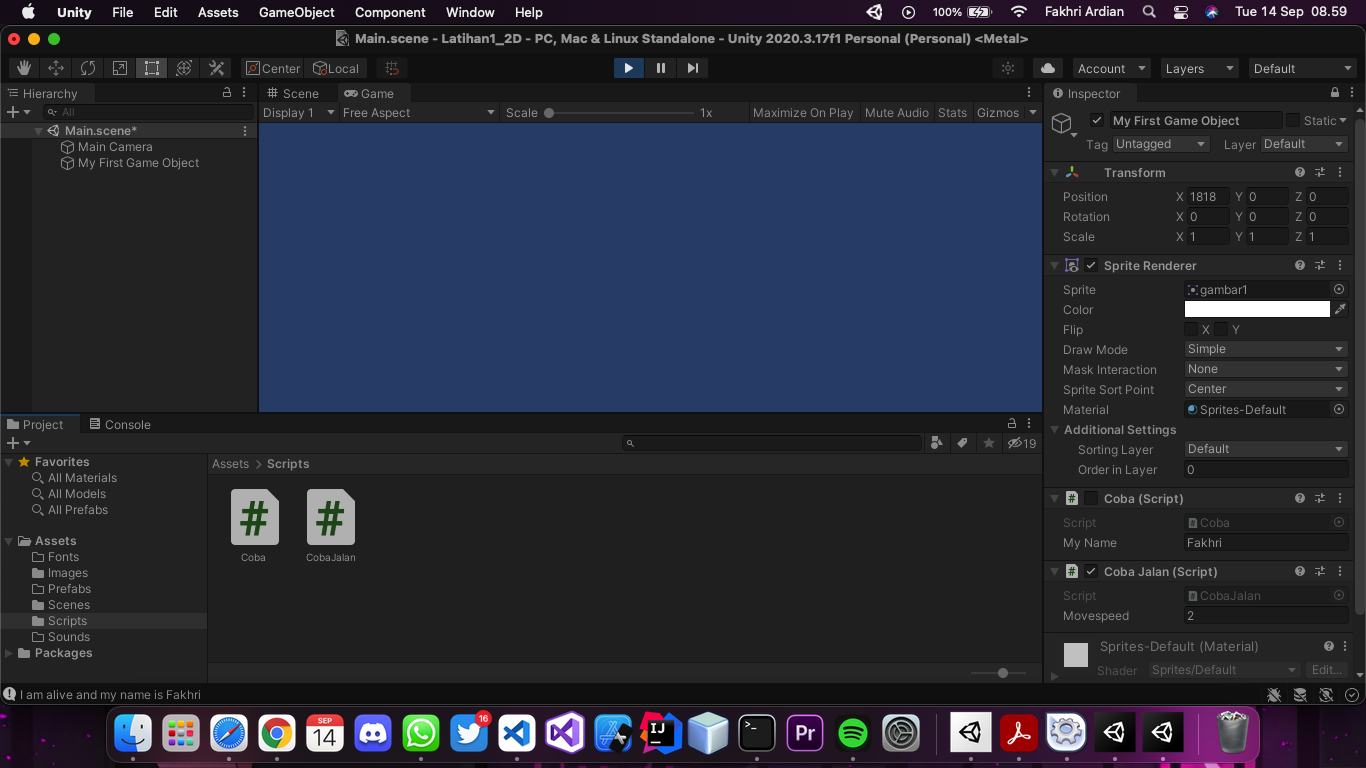 Unity File Edit Assets GameObject Component Window Help 100% Fakhri Ardian Tue 14 Sep 08.59
Main.scene - Latihan1_2D - PC, Mac & Linux Standalone - Unity 2020.3.17f1 Personal (Personal) <Metal>
Center Local Account Layers Default
Hierarchy
All
Main.scene*
Main Camera
My First Game Object
Scene Game
Display 1 Free Aspect Scale 1x Maximize On Play Mute Audio Stats Gizmos
Inspector
My First Game Object Static
Tag Untagged Layer Default
Transform
Position X 1818 Y 0 Z 0
Rotation X 0 Y 0 Z 0
Scale X 1 Y 1 Z 1
Sprite Renderer
Sprite gambar1
Color
Flip X Y
Draw Mode Simple
Mask Interaction None
Sprite Sort Point Center
Material Sprites-Default
Additional Settings
Sorting Layer Default
Order in Layer 0
# Coba (Script)
Script # Coba
My Name Fakhri
# Coba Jalan (Script)
Script # CobaJalan
Movespeed 2
Sprites-Default (Material)
Shader Sprites/Default Edit...
Project Console
19
Favorites
All Materials
All Models
All Prefabs
Assets
Fonts
Images
Prefabs
Scenes
Scripts
Sounds
Packages
Assets > Scripts
# #
Coba CobaJalan
I am alive and my name is Fakhri
SEP
14
16
IJ
>_
Pr